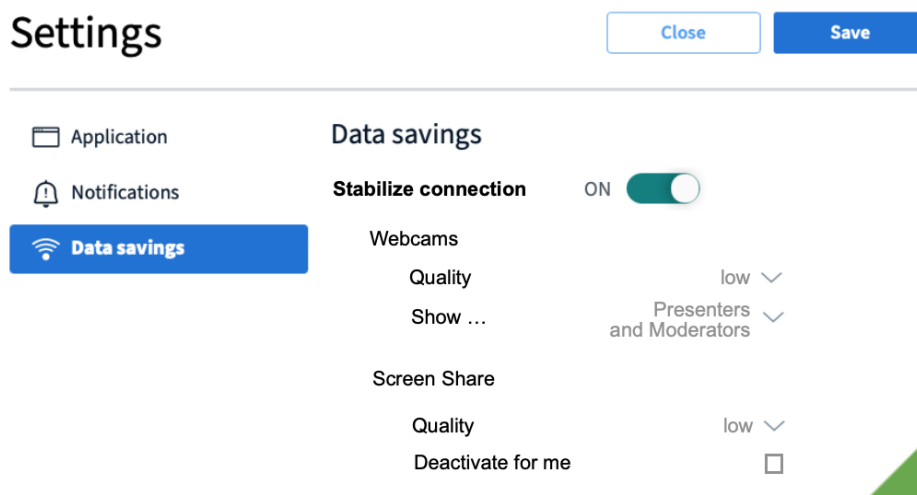 Settings
Close
Save
Application
Notifications
Data savings
Data savings
Stabilize connection ON
Webcams
Quality low
Show … Presenters
and Moderators
Screen Share
Quality low
Deactivate for me